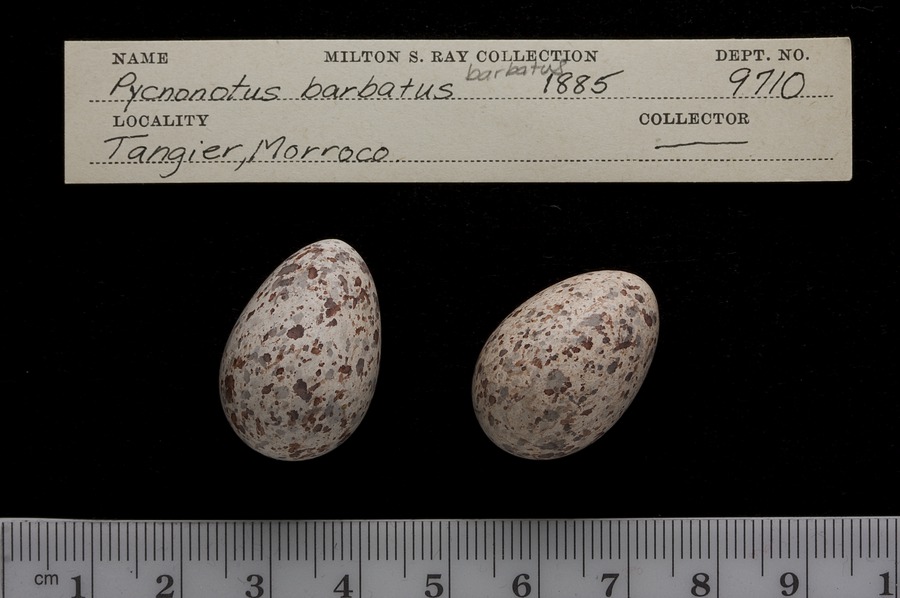 NAME MILTON S. RAY COLLECTION DEPT. NO.
Pycnonotus barbatus barbatus 1885 9710
LOCALITY COLLECTOR
Tangier, Morroco
cm 1 2 3 4 5 6 7 8 9 1